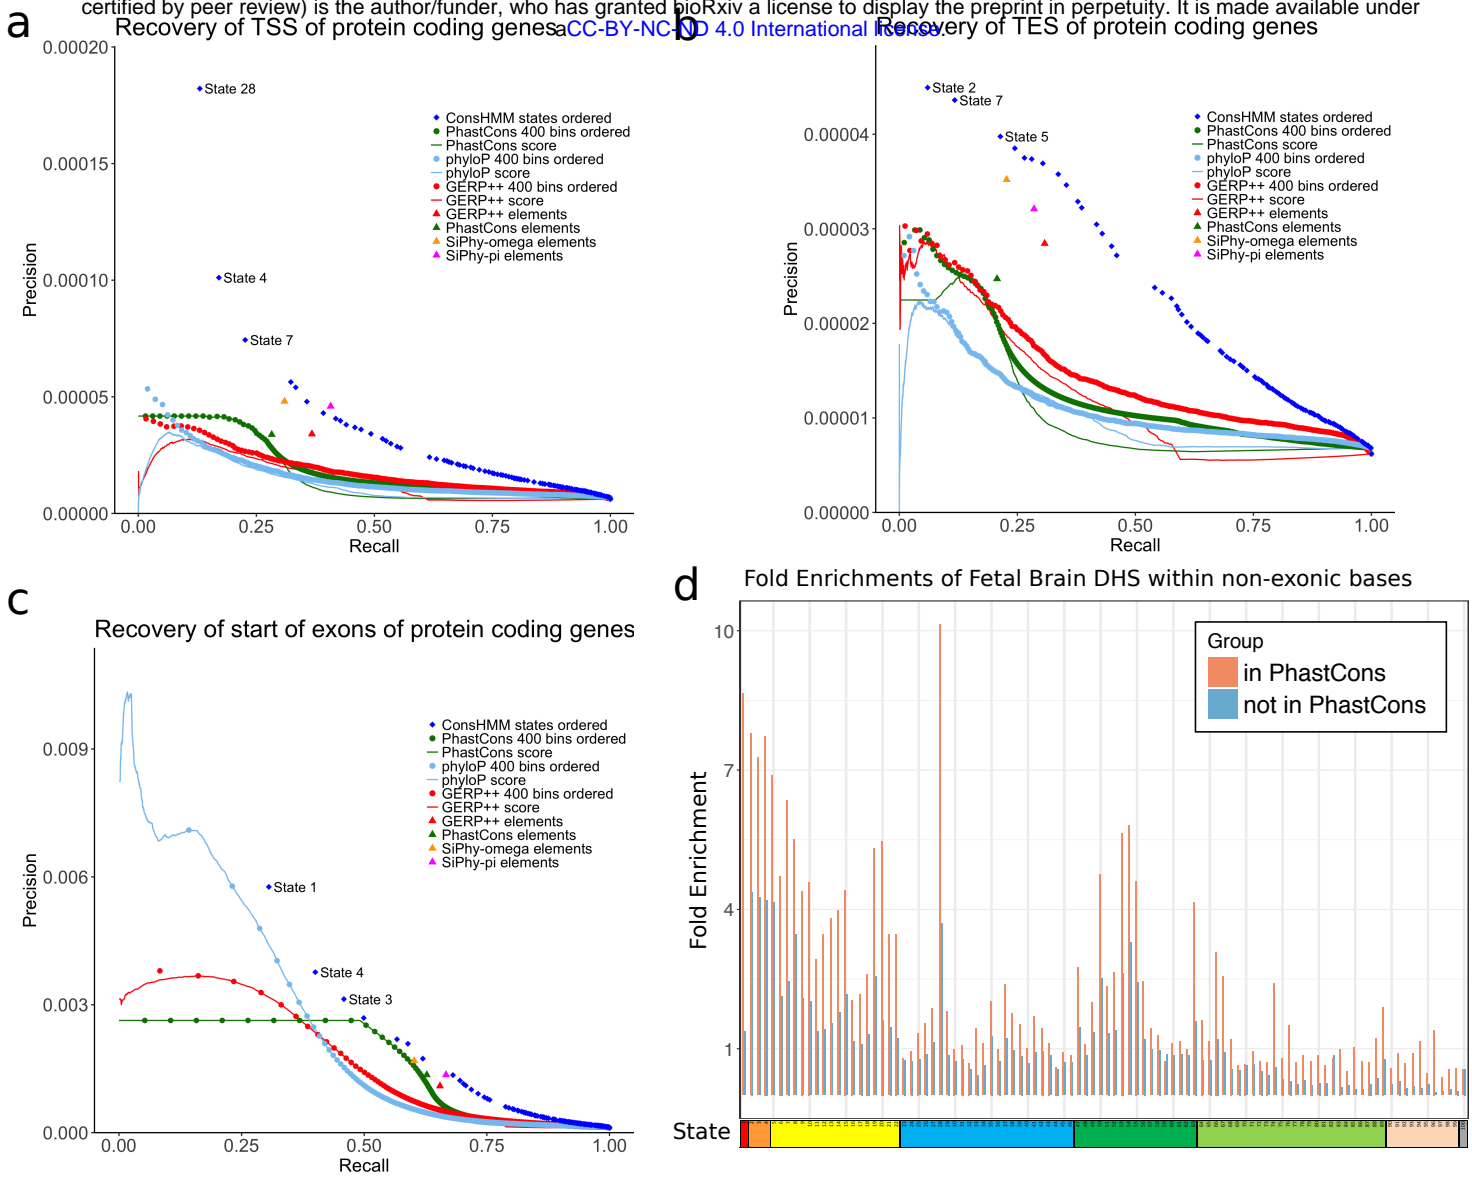 certified by peer review) is the author/funder, who has granted bioRxiv a license to display the preprint in perpetuity. It is made available under
aCC-BY-NC-ND 4.0 International license.
a
Recovery of TSS of protein coding genes
0.00020
0.00015
0.00010
0.00005
0.00000
Precision
State 28
State 4
State 7
ConsHMM states ordered
PhastCons 400 bins ordered
PhastCons score
phyloP 400 bins ordered
phyloP score
GERP++ 400 bins ordered
GERP++ score
GERP++ elements
PhastCons elements
SiPhy-omega elements
SiPhy-pi elements
0.00 0.25 0.50 0.75 1.00
Recall
b
Recovery of TES of protein coding genes
0.00004
0.00003
0.00002
0.00001
0.00000
Precision
State 2
State 7
State 5
ConsHMM states ordered
PhastCons 400 bins ordered
PhastCons score
phyloP 400 bins ordered
phyloP score
GERP++ 400 bins ordered
GERP++ score
GERP++ elements
PhastCons elements
SiPhy-omega elements
SiPhy-pi elements
0.00 0.25 0.50 0.75 1.00
Recall
c
Recovery of start of exons of protein coding genes
0.009
0.006
0.003
0.000
Precision
State 1
State 4
State 3
ConsHMM states ordered
PhastCons 400 bins ordered
PhastCons score
phyloP 400 bins ordered
phyloP score
GERP++ 400 bins ordered
GERP++ score
GERP++ elements
PhastCons elements
SiPhy-omega elements
SiPhy-pi elements
0.00 0.25 0.50 0.75 1.00
Recall
d
Fold Enrichments of Fetal Brain DHS within non-exonic bases
10
7
4
1
Fold Enrichment
Group
in PhastCons
not in PhastCons
State